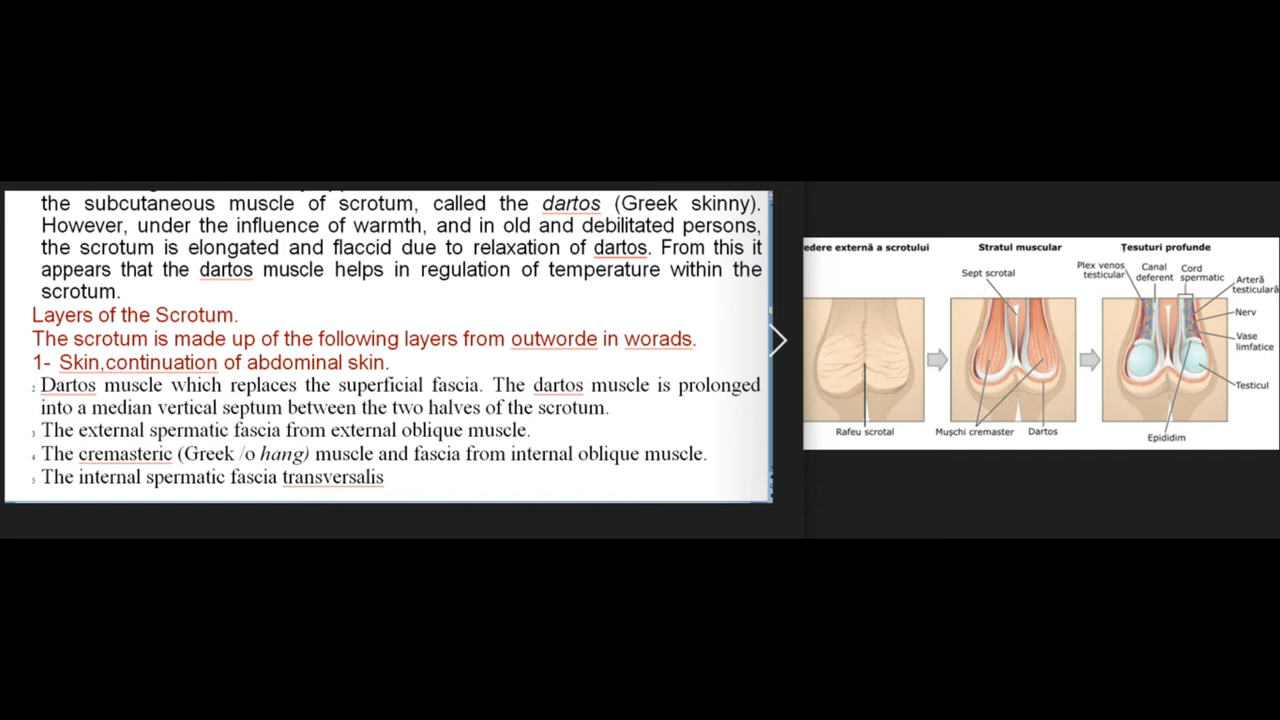 the subcutaneous muscle of scrotum, called the dartos (Greek skinny).
However, under the influence of warmth, and in old and debilitated persons,
the scrotum is elongated and flaccid due to relaxation of dartos. From this it
appears that the dartos muscle helps in regulation of temperature within the
scrotum.
Layers of the Scrotum.
The scrotum is made up of the following layers from outworde in worads.
1- Skin,continuation of abdominal skin.
2 Dartos muscle which replaces the superficial fascia. The dartos muscle is prolonged
into a median vertical septum between the two halves of the scrotum.
3 The external spermatic fascia from external oblique muscle.
4 The cremasteric (Greek /o hang) muscle and fascia from internal oblique muscle.
5 The internal spermatic fascia transversalis
edere externă a scrotului
Stratul muscular
Țesuturi profunde
Sept scrotal
Plex venos
testicular
Canal
deferent
Cord
spermatic
Arteră
testiculară
Nerv
Vase
limfatice
Testicul
Rafeu scrotal
Mușchi cremaster
Dartos
Epididim